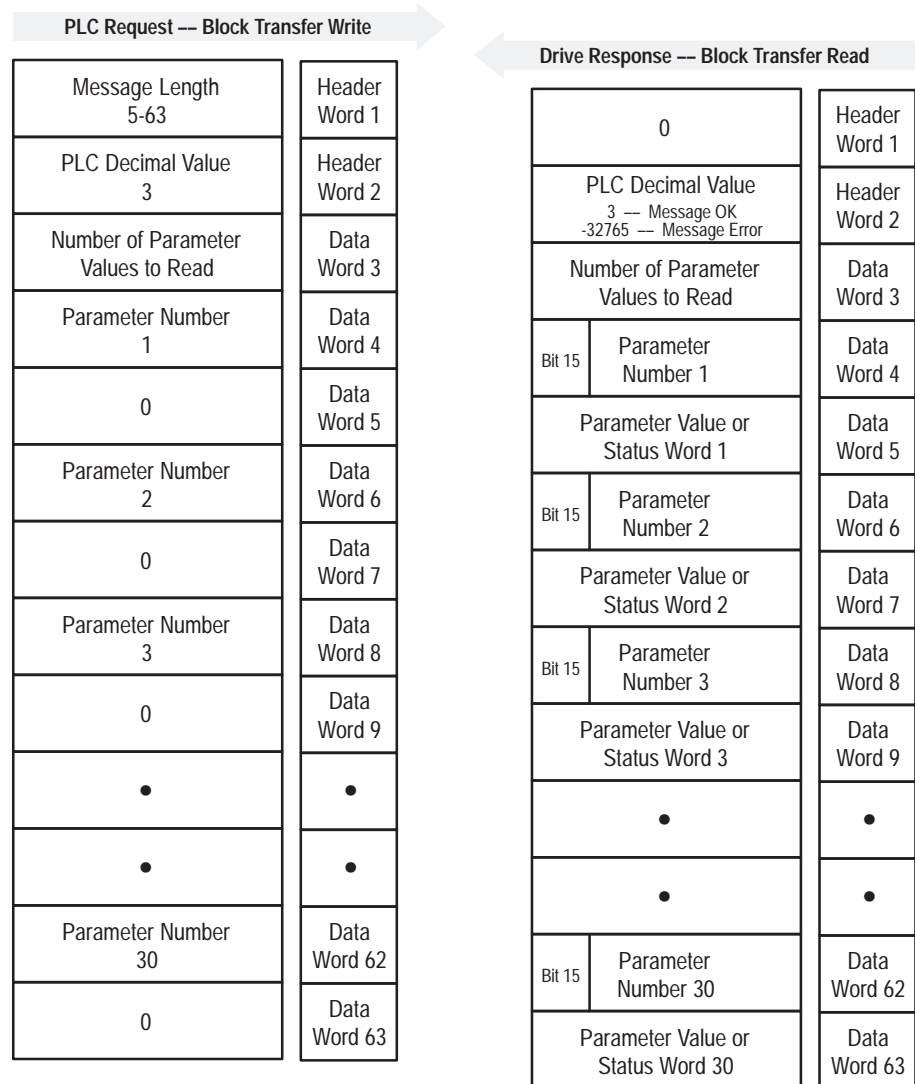 PLC Request –– Block Transfer Write
Message Length
5-63
Header
Word 1
PLC Decimal Value
3
Header
Word 2
Number of Parameter
Values to Read
Data
Word 3
Parameter Number
1
Data
Word 4
0
Data
Word 5
Parameter Number
2
Data
Word 6
0
Data
Word 7
Parameter Number
3
Data
Word 8
0
Data
Word 9
Parameter Number
30
Data
Word 62
0
Data
Word 63
Drive Response –– Block Transfer Read
0
Header
Word 1
PLC Decimal Value
3 –– Message OK
-32765 –– Message Error
Header
Word 2
Number of Parameter
Values to Read
Data
Word 3
Bit 15
Parameter
Number 1
Data
Word 4
Parameter Value or
Status Word 1
Data
Word 5
Bit 15
Parameter
Number 2
Data
Word 6
Parameter Value or
Status Word 2
Data
Word 7
Bit 15
Parameter
Number 3
Data
Word 8
Parameter Value or
Status Word 3
Data
Word 9
Bit 15
Parameter
Number 30
Data
Word 62
Parameter Value or
Status Word 30
Data
Word 63